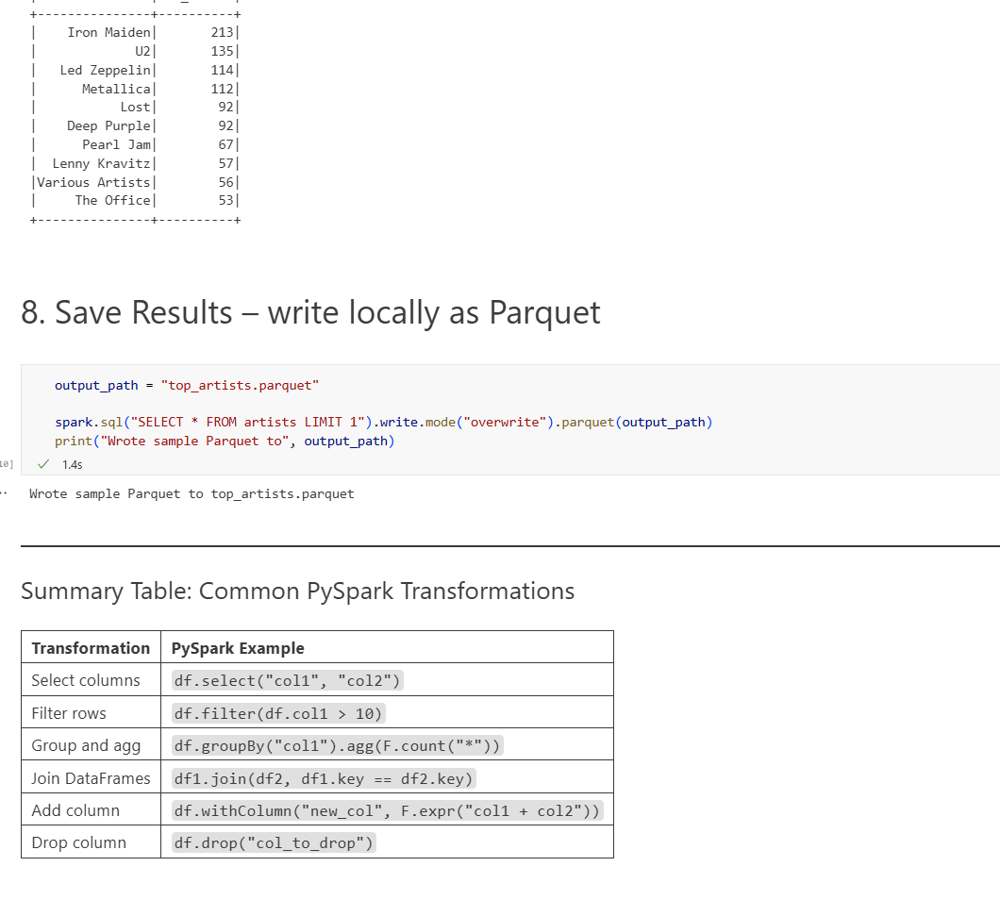 +---------------+----------+
|    Iron Maiden|       213|
|             U2|       135|
|   Led Zeppelin|       114|
|      Metallica|       112|
|           Lost|        92|
|    Deep Purple|        92|
|      Pearl Jam|        67|
|  Lenny Kravitz|        57|
|Various Artists|        56|
|     The Office|        53|
+---------------+----------+
8. Save Results – write locally as Parquet
output_path = "top_artists.parquet"
spark.sql("SELECT * FROM artists LIMIT 1").write.mode("overwrite").parquet(output_path)
print("Wrote sample Parquet to", output_path)
10] ✓ 1.4s
Wrote sample Parquet to top_artists.parquet
Summary Table: Common PySpark Transformations
Transformation PySpark Example
Select columns df.select("col1", "col2")
Filter rows df.filter(df.col1 > 10)
Group and agg df.groupBy("col1").agg(F.count("*"))
Join DataFrames df1.join(df2, df1.key == df2.key)
Add column df.withColumn("new_col", F.expr("col1 + col2"))
Drop column df.drop("col_to_drop")